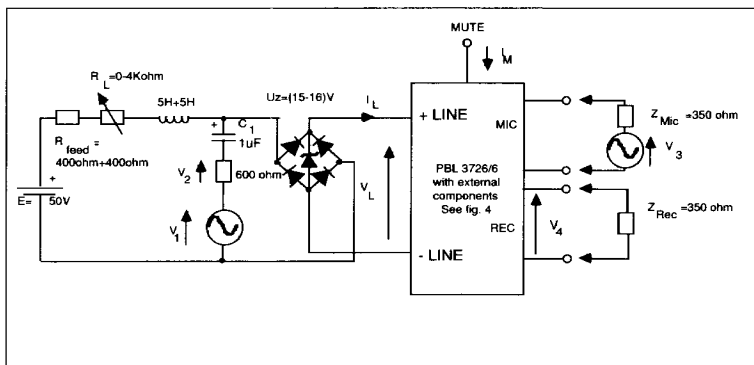 MUTE
I M
R L =0-4Kohm
5H+5H
C 1
1uF
Uz=(15-16)V
I L
+ LINE
MIC
Z Mic =350 ohm
R feed =
400ohm+400ohm
V 2
600 ohm
V L
PBL 3726/6
with external
components
See fig. 4
V 3
+
E=
50V
V 1
REC
V 4
Z Rec =350 ohm
- LINE
+